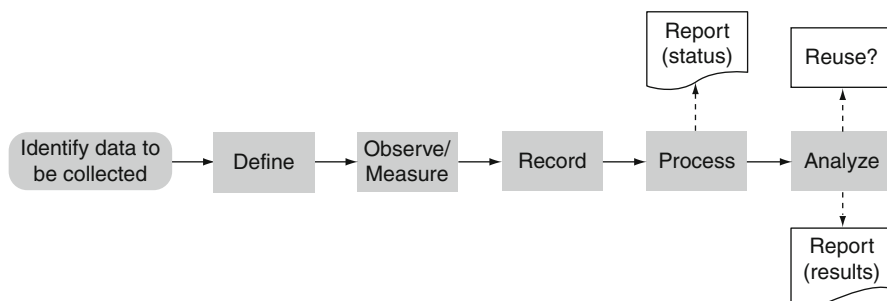 Report
(status)
Reuse?
Identify data to
be collected
Define
Observe/
Measure
Record
Process
Analyze
Report
(results)